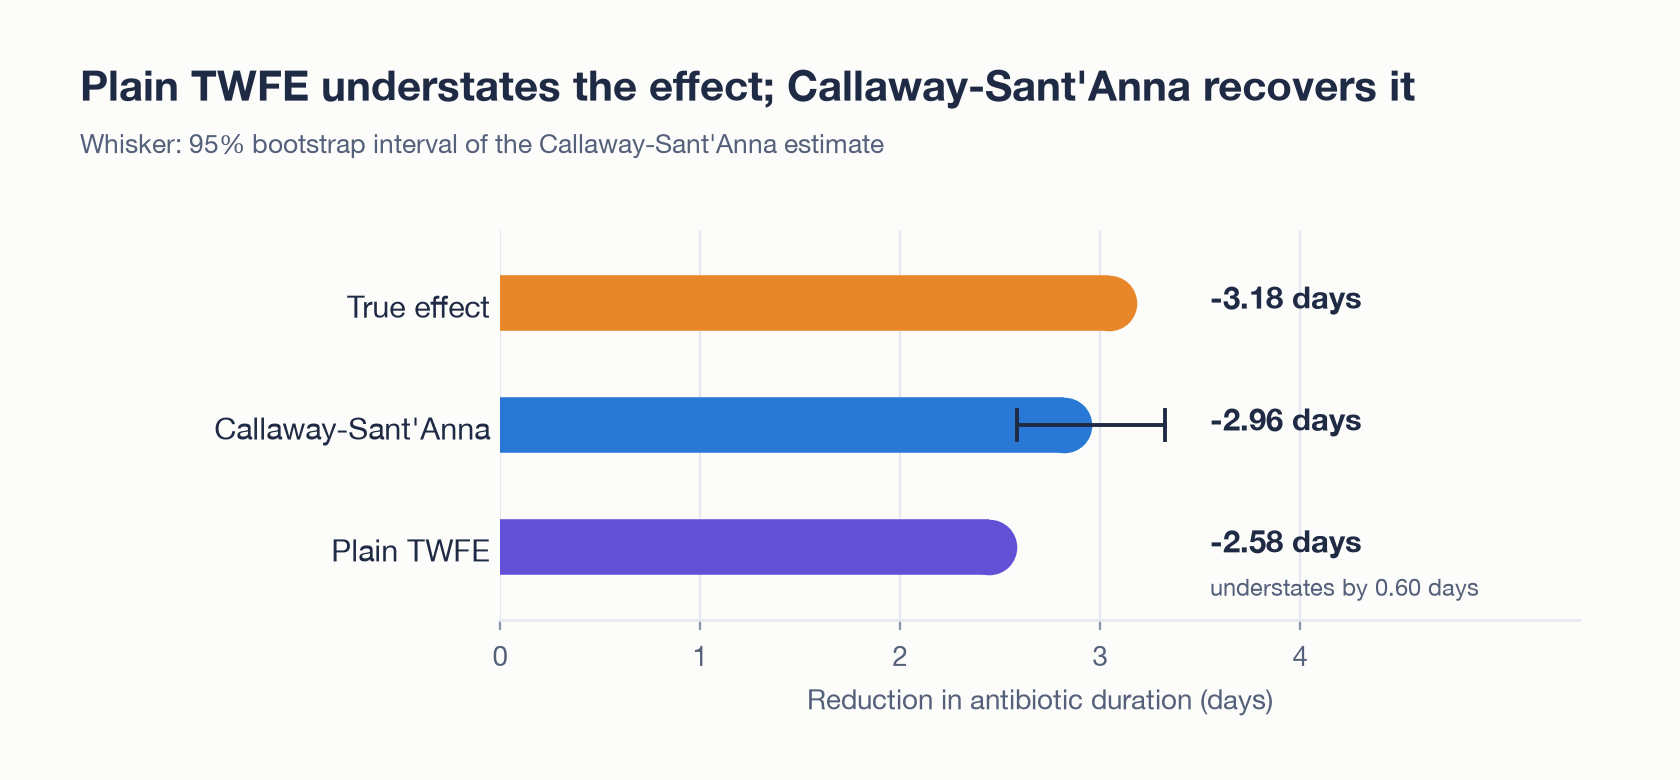 Plain TWFE understates the effect; Callaway-Sant'Anna recovers it
Whisker: 95% bootstrap interval of the Callaway-Sant'Anna estimate
True effect
-3.18 days
Callaway-Sant'Anna
-2.96 days
Plain TWFE
-2.58 days
understates by 0.60 days
0 1 2 3 4
Reduction in antibiotic duration (days)